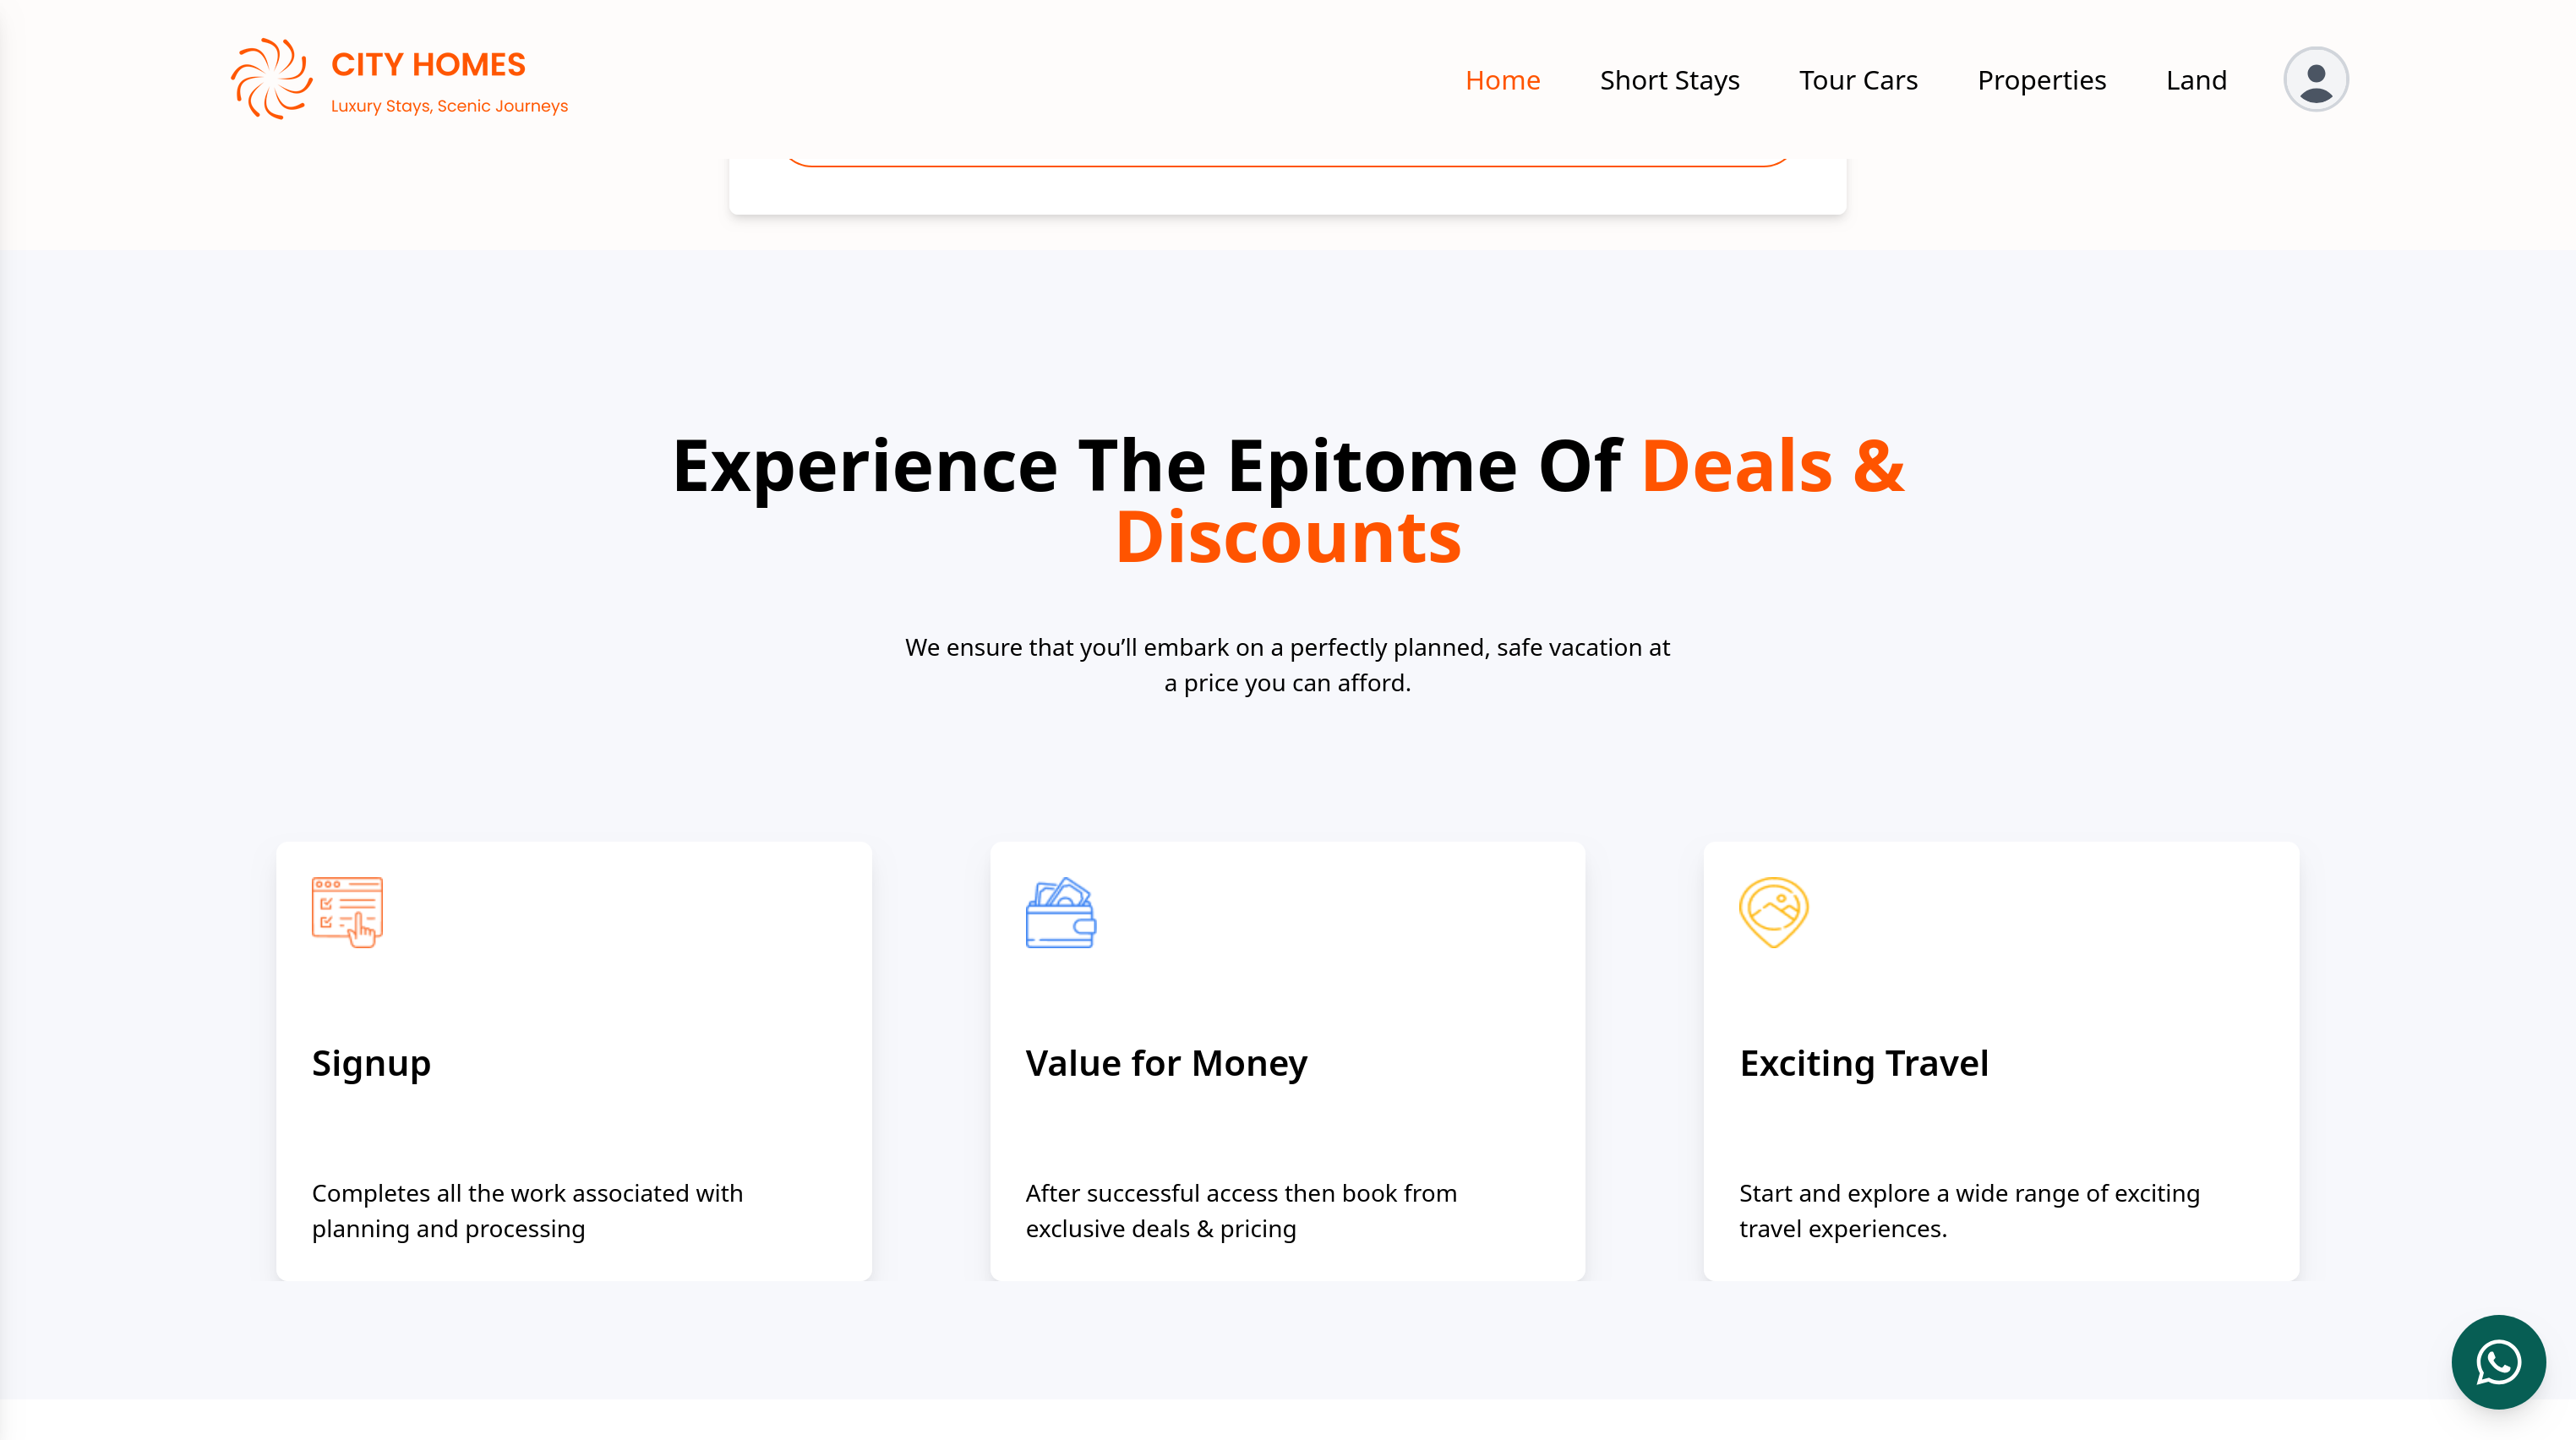 CITY HOMES
Luxury Stays, Scenic Journeys
Home
Short Stays
Tour Cars
Properties
Land
Experience The Epitome Of Deals &
Discounts
We ensure that you’ll embark on a perfectly planned, safe vacation at
a price you can afford.
Signup
Completes all the work associated with
planning and processing
Value for Money
After successful access then book from
exclusive deals & pricing
Exciting Travel
Start and explore a wide range of exciting
travel experiences.